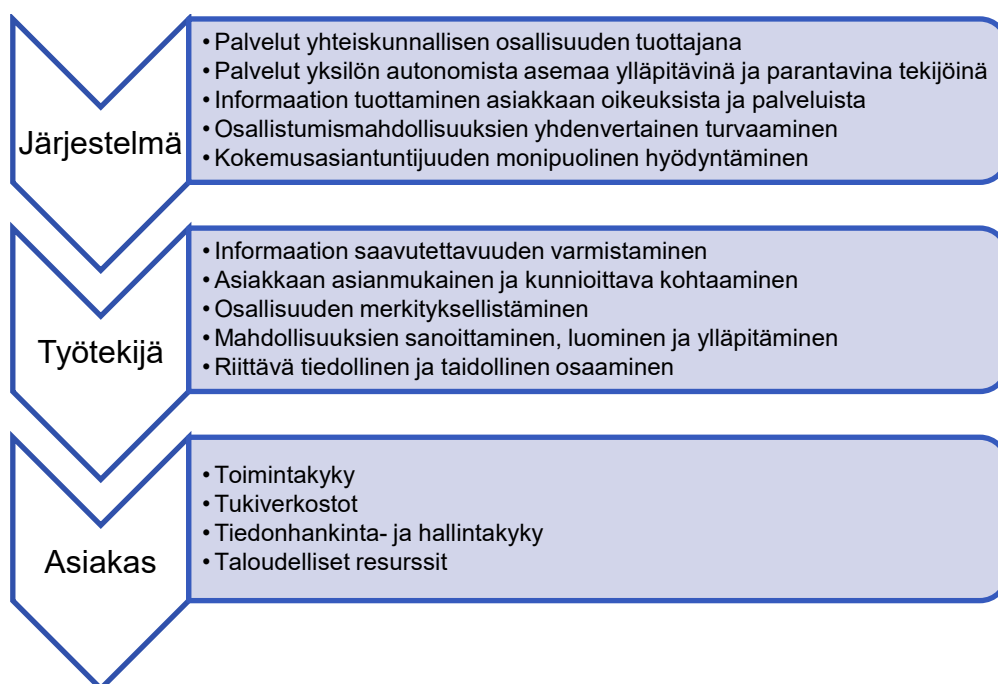 Järjestelmä
• Palvelut yhteiskunnallisen osallisuuden tuottajana
• Palvelut yksilön autonomista asemaa ylläpitävinä ja parantavina tekijöinä
• Informaation tuottaminen asiakkaan oikeuksista ja palveluista
• Osallistumismahdollisuuksien yhdenvertainen turvaaminen
• Kokemusasiantuntijuuden monipuolinen hyödyntäminen
Työtekijä
• Informaation saavutettavuuden varmistaminen
• Asiakkaan asianmukainen ja kunnioittava kohtaaminen
• Osallisuuden merkityksellistäminen
• Mahdollisuuksien sanoittaminen, luominen ja ylläpitäminen
• Riittävä tiedollinen ja taidollinen osaaminen
Asiakas
• Toimintakyky
• Tukiverkostot
• Tiedonhankinta- ja hallintakyky
• Taloudelliset resurssit